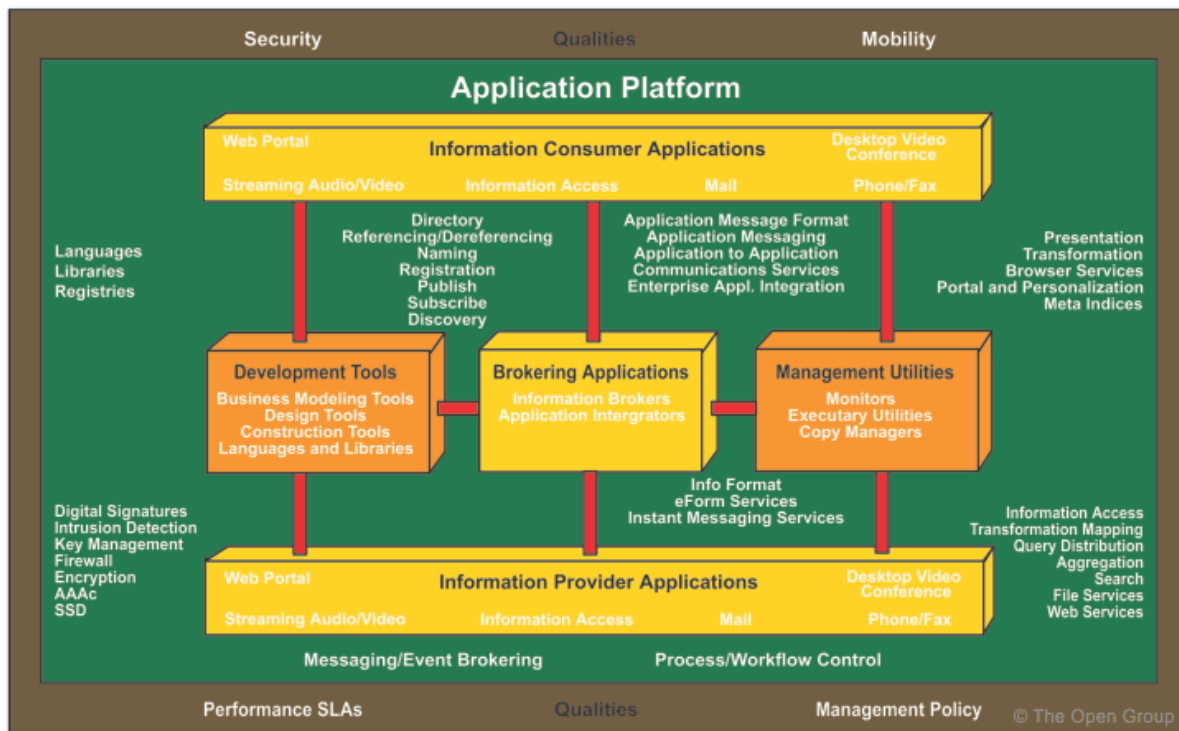 Security Qualities Mobility
Application Platform
Web Portal
Information Consumer Applications
Desktop Video
Conference
Streaming Audio/Video Information Access Mail Phone/Fax
Languages
Libraries
Registries
Directory
Referencing/Dereferencing
Naming
Registration
Publish
Subscribe
Discovery
Application Message Format
Application Messaging
Application to Application
Communications Services
Enterprise Appl. Integration
Presentation
Transformation
Browser Services
Portal and Personalization
Meta Indices
Development Tools
Business Modeling Tools
Design Tools
Construction Tools
Languages and Libraries
Brokering Applications
Information Brokers
Application Intergrators
Management Utilities
Monitors
Executary Utilities
Copy Managers
Digital Signatures
Intrusion Detection
Key Management
Firewall
Encryption
AAAc
SSD
Info Format
eForm Services
Instant Messaging Services
Information Access
Transformation Mapping
Query Distribution
Aggregation
Search
File Services
Web Services
Web Portal
Information Provider Applications
Desktop Video
Conference
Streaming Audio/Video Information Access Mail Phone/Fax
Messaging/Event Brokering Process/Workflow Control
Performance SLAs Qualities Management Policy
© The Open Group